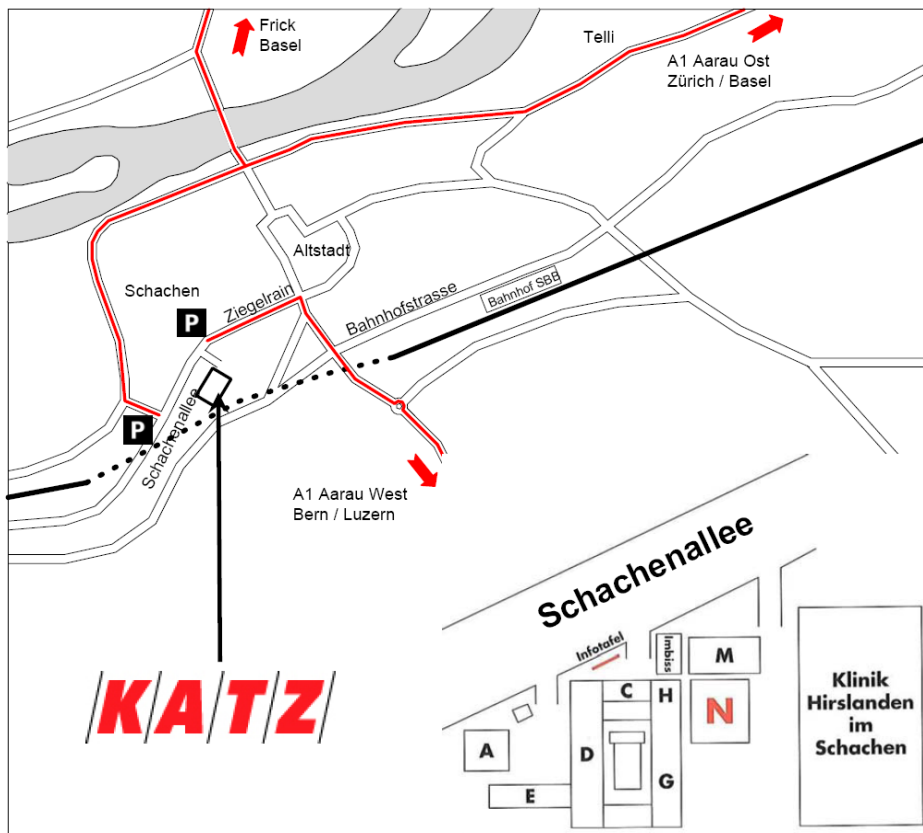 Frick
Basel
Telli
A1 Aarau Ost
Zürich / Basel
Altstadt
Schachen
P
Ziegelrain
Bahnhofstrasse
Bahnhof SBB
P
Schachenallee
A1 Aarau West
Bern / Luzern
KATZ
Schachenallee
Infotafel
Imbiss
M
C
H
N
Klinik
Hirslanden
im
Schachen
A
D
G
E